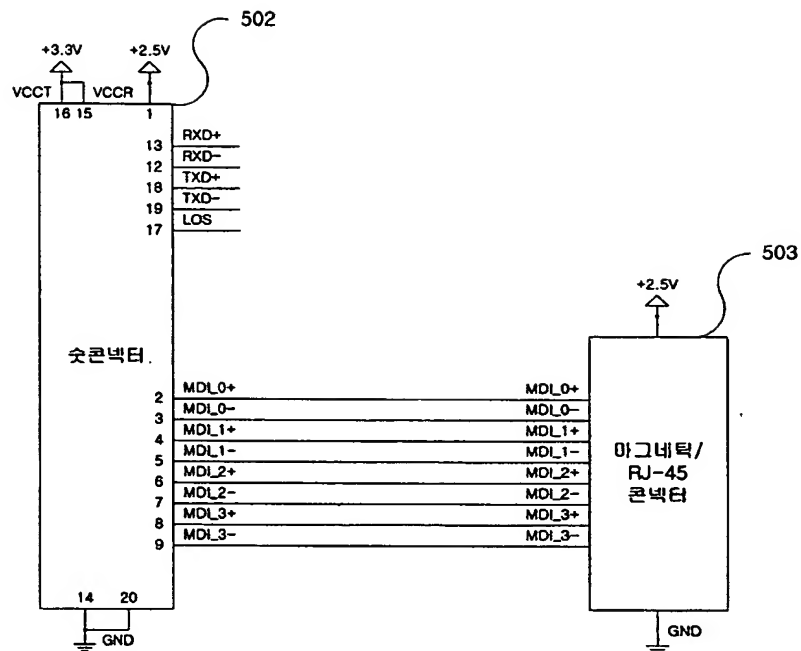 502
+3.3V +2.5V
VCCT VCCR
16 15 1
13 RXD+
12 RXD-
18 TXD+
19 TXD-
17 LOS
503
+2.5V
숫콘넥터.
2 MDI_0+ MDI_0+
3 MDI_0- MDI_0-
4 MDI_1+ MDI_1+
5 MDI_1- MDI_1-
6 MDI_2+ MDI_2+
7 MDI_2- MDI_2-
8 MDI_3+ MDI_3+
9 MDI_3- MDI_3-
마그네틱/
RJ-45
콘넥터
14 20
GND
GND